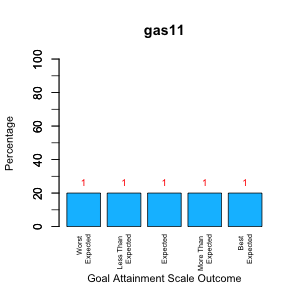 gas11
Percentage
100
80
60
40
20
0
1 1 1 1 1
Worst
Expected
Less Than
Expected
Expected
More Than
Expected
Best
Expected
Goal Attainment Scale Outcome